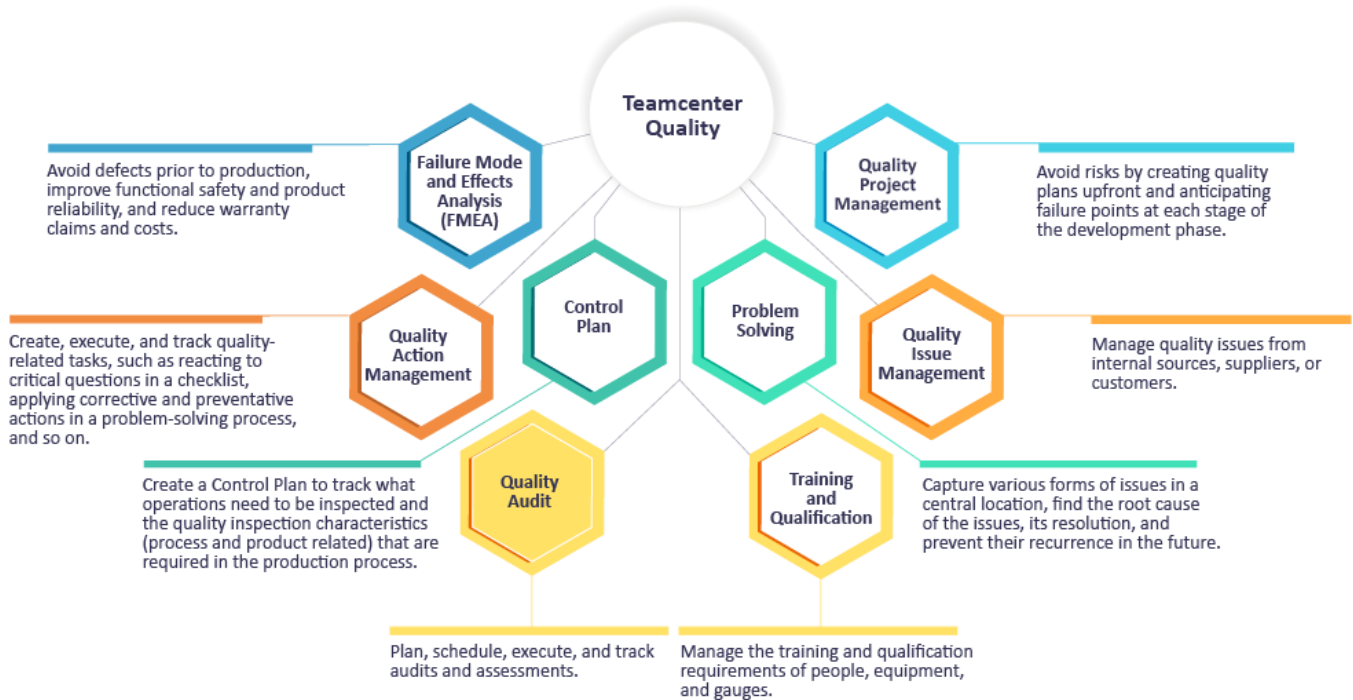 Teamcenter
Quality
Failure Mode
and Effects
Analysis
(FMEA)
Avoid defects prior to production,
improve functional safety and product
reliability, and reduce warranty
claims and costs.
Quality
Project
Management
Avoid risks by creating quality
plans upfront and anticipating
failure points at each stage of
the development phase.
Quality
Action
Management
Create, execute, and track quality-
related tasks, such as reacting to
critical questions in a checklist,
applying corrective and preventative
actions in a problem-solving process,
and so on.
Control
Plan
Create a Control Plan to track what
operations need to be inspected and
the quality inspection characteristics
(process and product related) that are
required in the production process.
Problem
Solving
Capture various forms of issues in a
central location, find the root cause
of the issues, its resolution, and
prevent their recurrence in the future.
Quality
Issue
Management
Manage quality issues from
internal sources, suppliers, or
customers.
Quality
Audit
Plan, schedule, execute, and track
audits and assessments.
Training
and
Qualification
Manage the training and qualification
requirements of people, equipment,
and gauges.